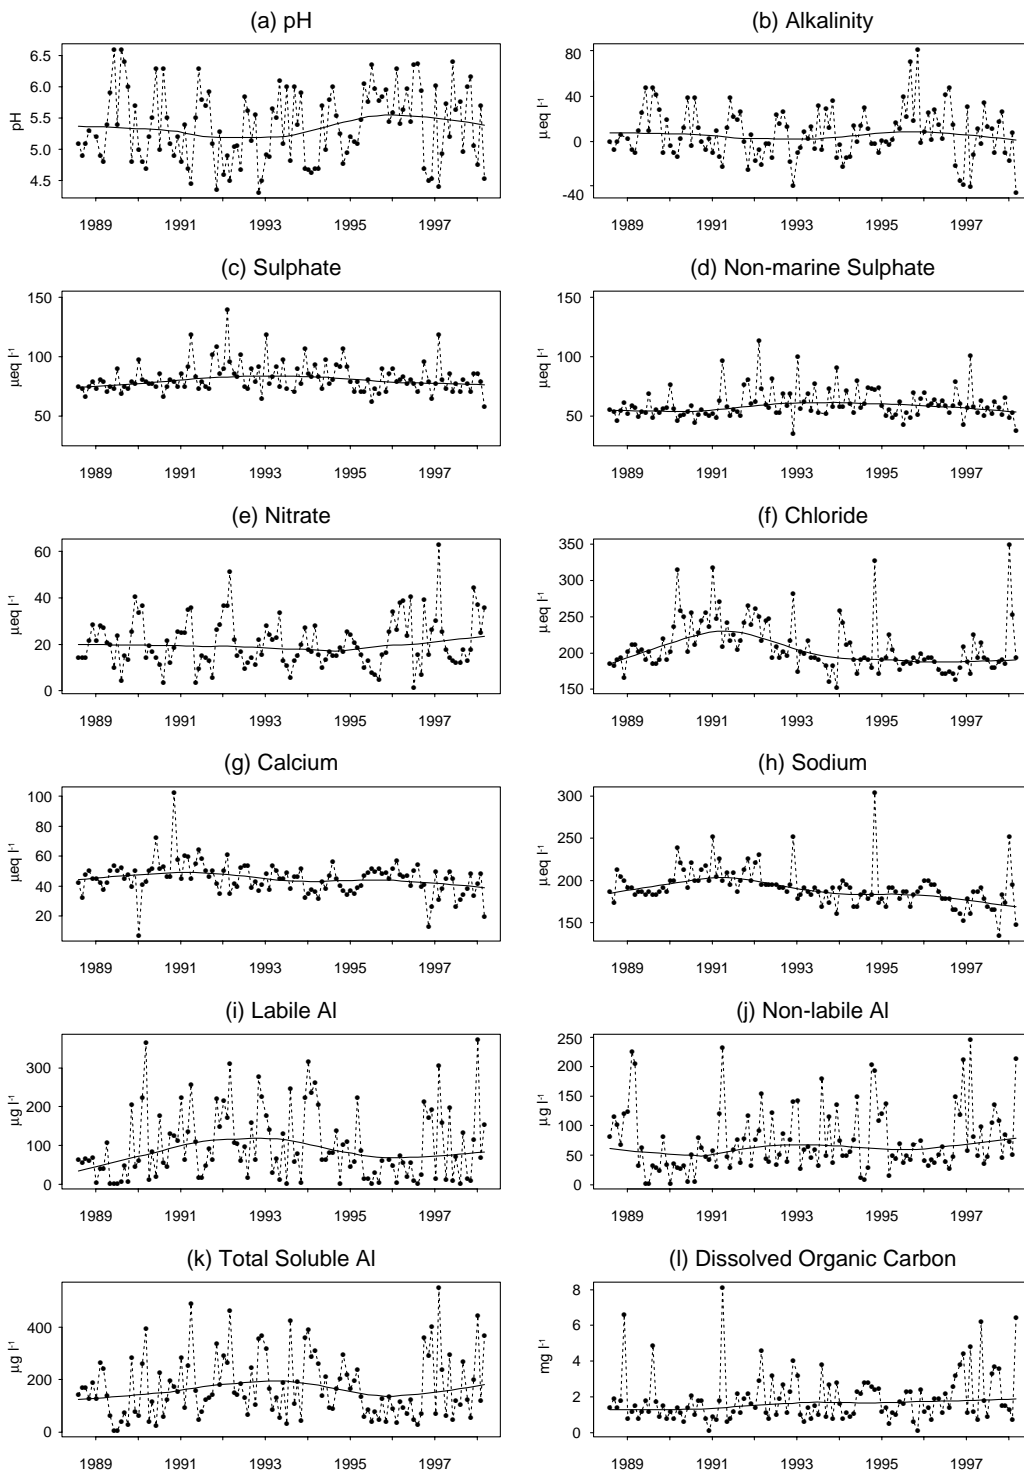 (a) pH
pH
6.5
6.0
5.5
5.0
4.5
1989 1991 1993 1995 1997
(b) Alkalinity
µeq l-1
80
40
0
-40
1989 1991 1993 1995 1997
(c) Sulphate
µeq l-1
150
100
50
1989 1991 1993 1995 1997
(d) Non-marine Sulphate
µeq l-1
150
100
50
1989 1991 1993 1995 1997
(e) Nitrate
µeq l-1
60
40
20
0
1989 1991 1993 1995 1997
(f) Chloride
µeq l-1
350
300
250
200
150
1989 1991 1993 1995 1997
(g) Calcium
µeq l-1
100
80
60
40
20
1989 1991 1993 1995 1997
(h) Sodium
µeq l-1
300
250
200
150
1989 1991 1993 1995 1997
(i) Labile Al
µg l-1
300
200
100
0
1989 1991 1993 1995 1997
(j) Non-labile Al
µg l-1
250
200
150
100
50
0
1989 1991 1993 1995 1997
(k) Total Soluble Al
µg l-1
400
200
0
1989 1991 1993 1995 1997
(l) Dissolved Organic Carbon
mg l-1
8
6
4
2
0
1989 1991 1993 1995 1997